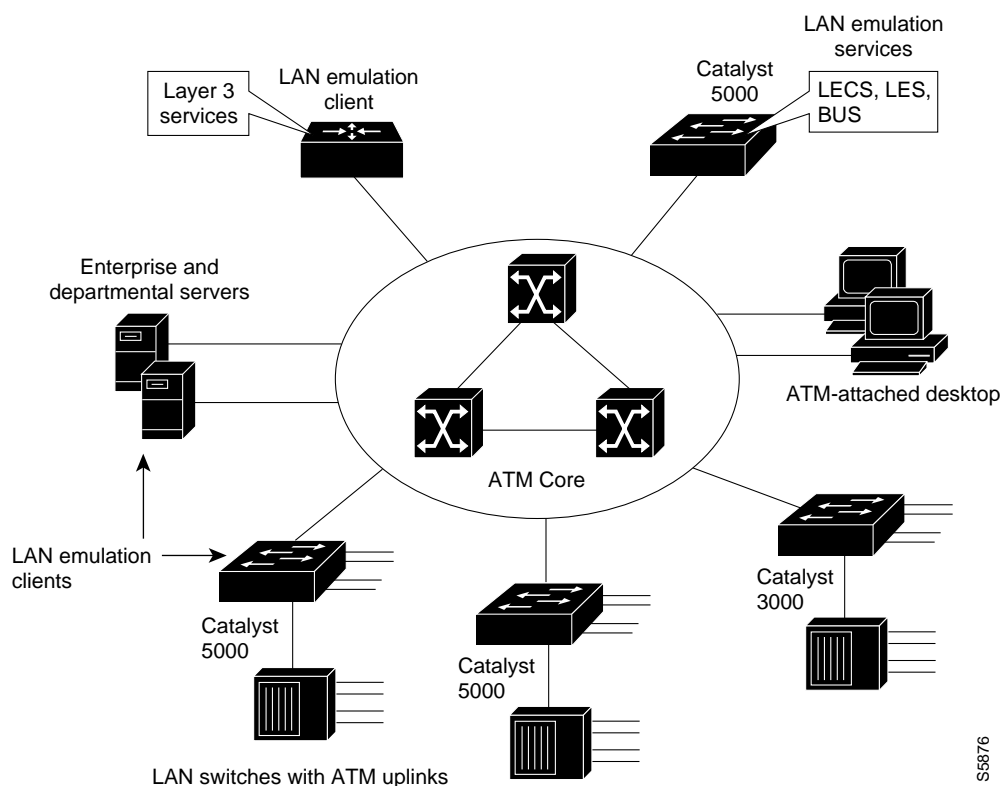 LAN emulation
services
LAN emulation
client
Catalyst
5000
Layer 3
services
LECS, LES,
BUS
Enterprise and
departmental servers
ATM-attached desktop
ATM Core
LAN emulation
clients
Catalyst
5000
Catalyst
5000
Catalyst
3000
LAN switches with ATM uplinks
S5876